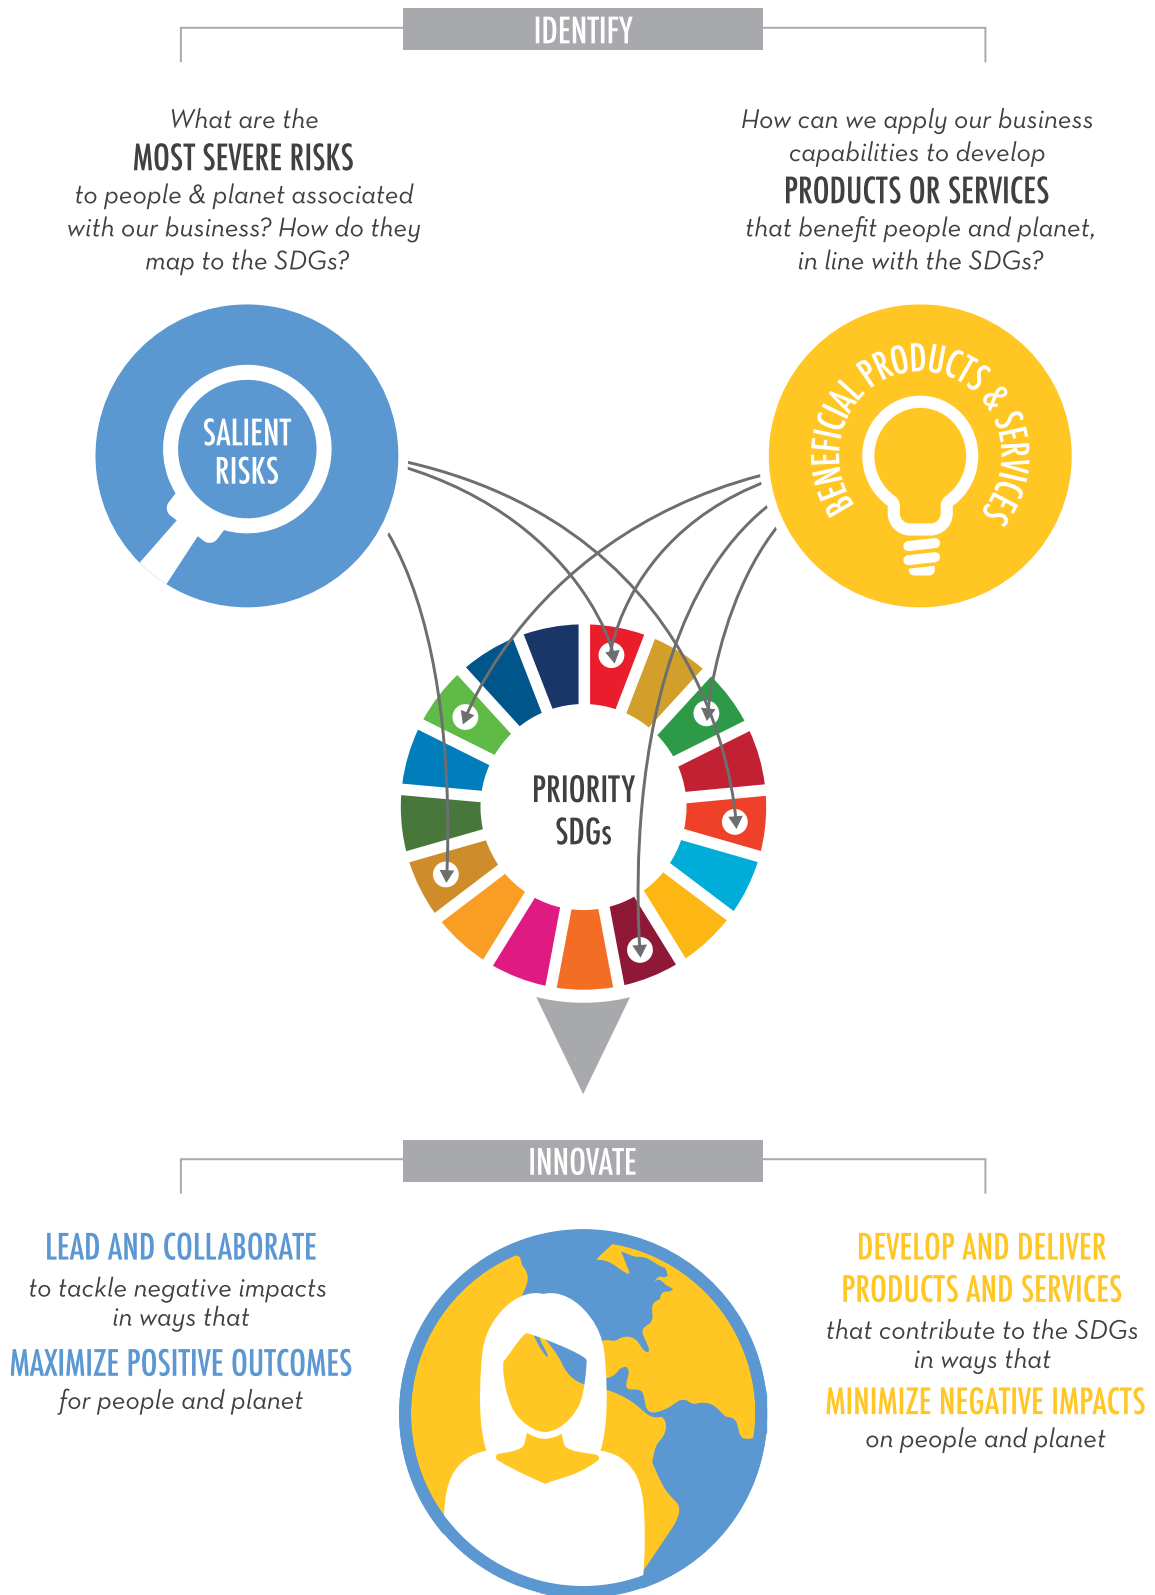 IDENTIFY
What are the
MOST SEVERE RISKS
to people & planet associated
with our business? How do they
map to the SDGs?
How can we apply our business
capabilities to develop
PRODUCTS OR SERVICES
that benefit people and planet,
in line with the SDGs?
SALIENT
RISKS
BENEFICIAL PRODUCTS & SERVICES
PRIORITY
SDGs
INNOVATE
LEAD AND COLLABORATE
to tackle negative impacts
in ways that
MAXIMIZE POSITIVE OUTCOMES
for people and planet
DEVELOP AND DELIVER
PRODUCTS AND SERVICES
that contribute to the SDGs
in ways that
MINIMIZE NEGATIVE IMPACTS
on people and planet